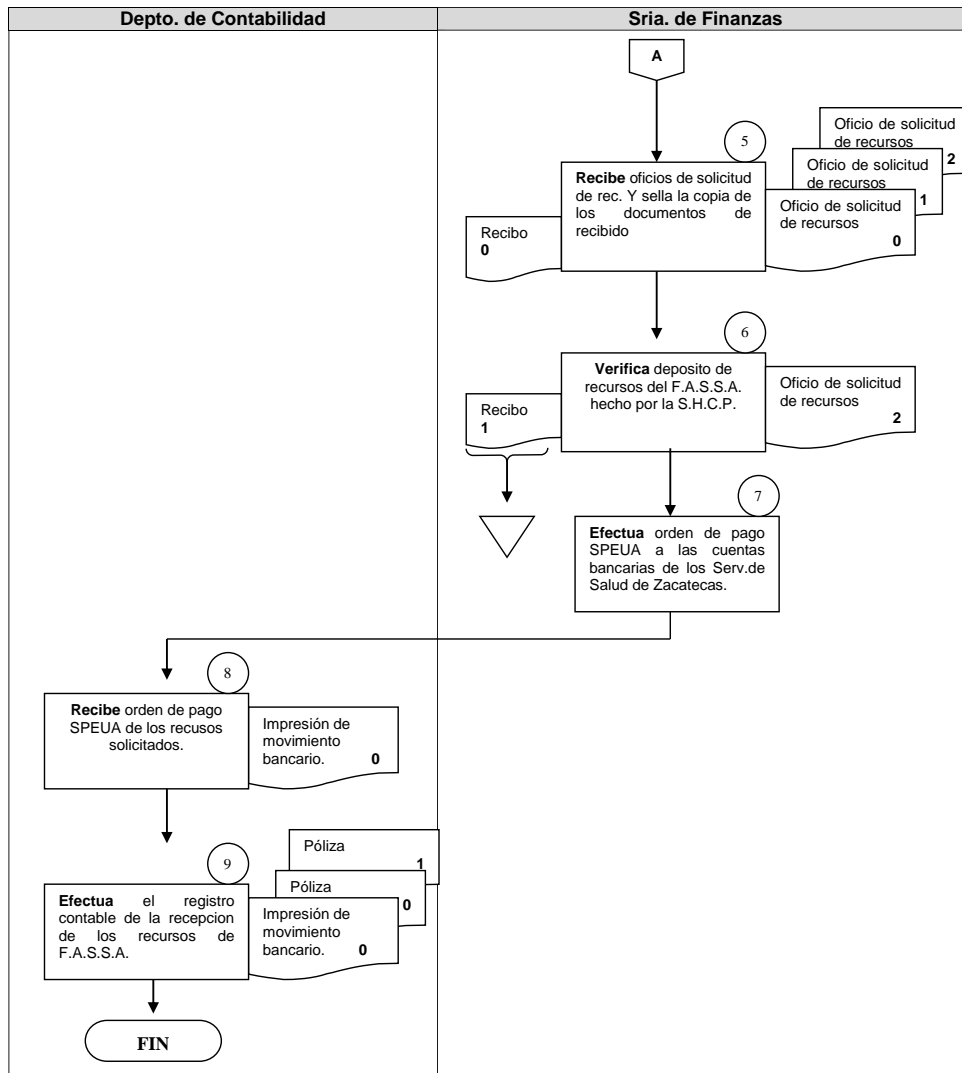 Depto. de Contabilidad
Sria. de Finanzas
A
5
Oficio de solicitud
de recursos
2
Oficio de solicitud
de recursos
1
Oficio de solicitud
de recursos
0
Recibe oficios de solicitud
de rec. Y sella la copia de
los documentos de
recibido
Recibo
0
6
Verifica deposito de
recursos del F.A.S.S.A.
hecho por la S.H.C.P.
Oficio de solicitud
de recursos
2
Recibo
1
7
Efectua orden de pago
SPEUA a las cuentas
bancarias de los Serv.de
Salud de Zacatecas.
8
Recibe orden de pago
SPEUA de los recusos
solicitados.
Impresión de
movimiento
bancario. 0
9
Póliza
1
Póliza
0
Impresión de
movimiento
bancario. 0
Efectua el registro
contable de la recepcion
de los recursos de
F.A.S.S.A.
FIN